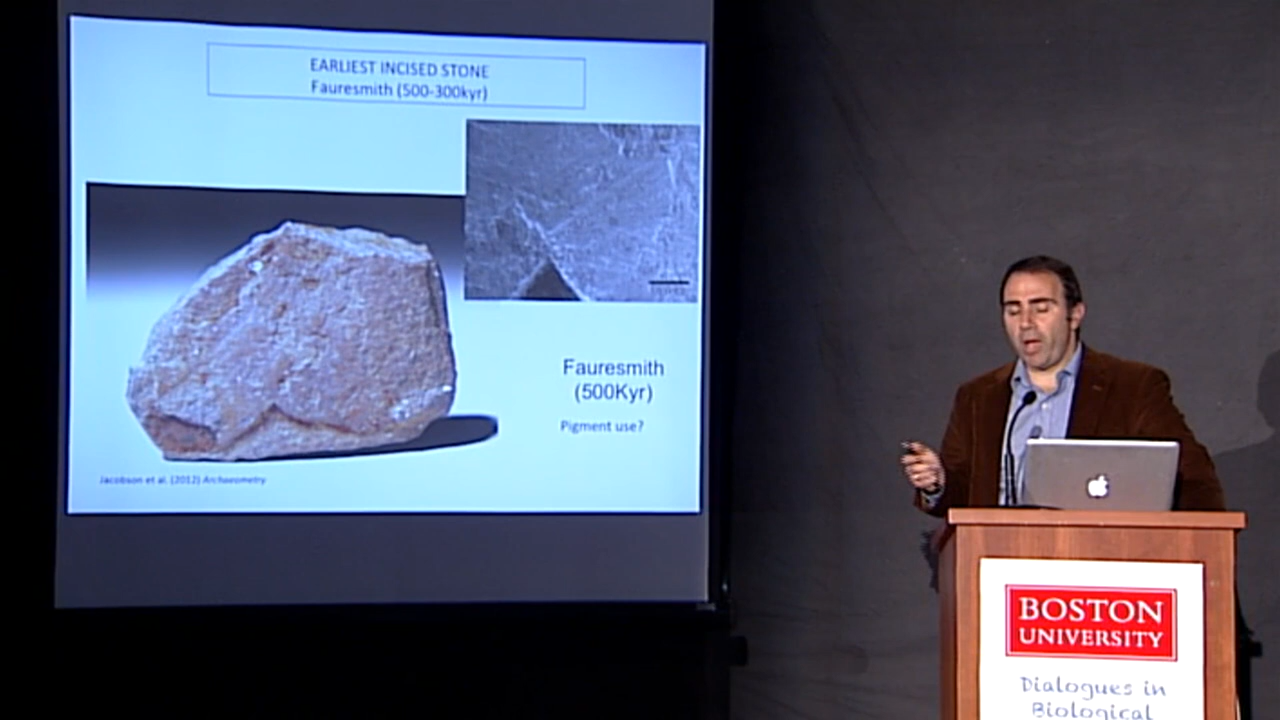 EARLIEST INCISED STONE
Fauresmith (500-300kyr)
Fauresmith
(500Kyr)
Pigment use?
Jacobson et al. (2012) Archaeometry
BOSTON
UNIVERSITY
Dialogues in
Biological